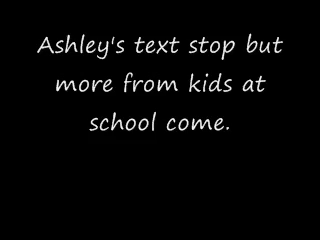 Ashley's text stop but
more from kids at
school come.